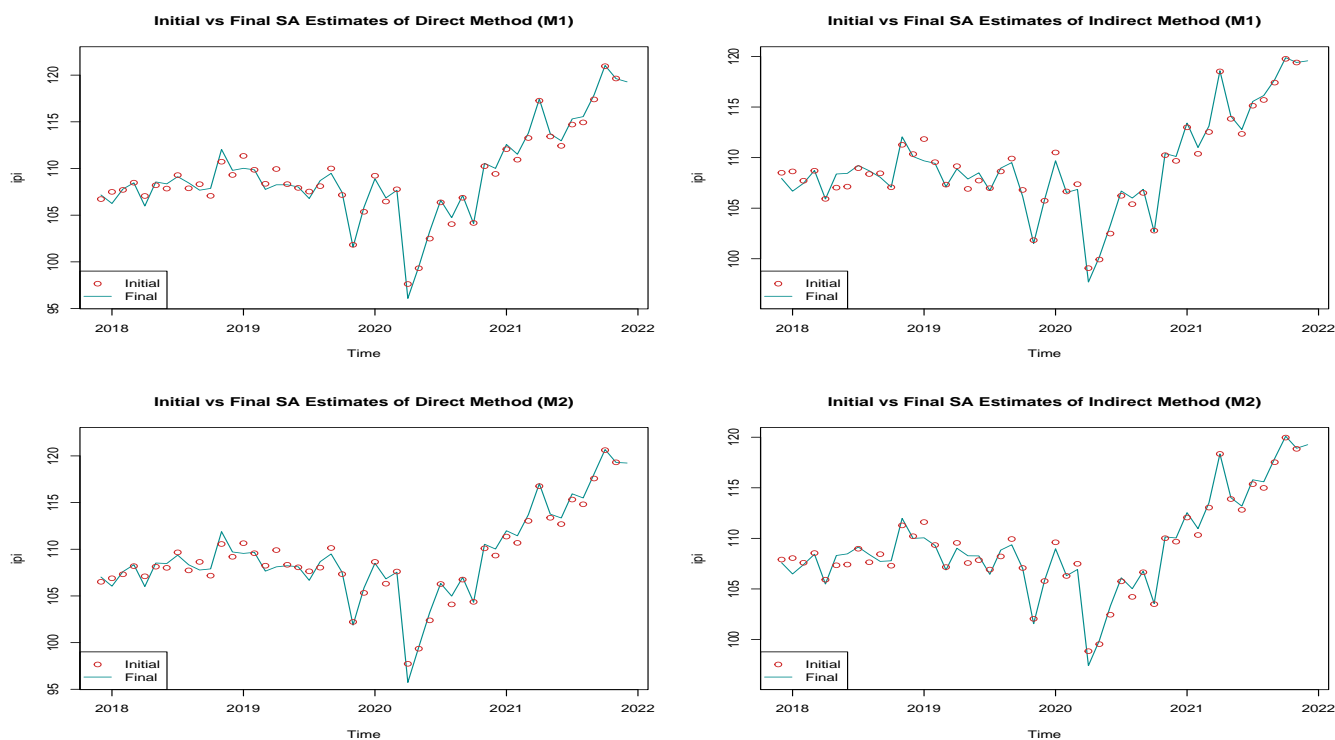 Initial vs Final SA Estimates of Direct Method (M1)
ipi
120
115
110
105
100
95
Initial
Final
2018 2019 2020 2021 2022
Time
Initial vs Final SA Estimates of Indirect Method (M1)
ipi
120
115
110
105
100
Initial
Final
2018 2019 2020 2021 2022
Time
Initial vs Final SA Estimates of Direct Method (M2)
ipi
120
115
110
105
100
95
Initial
Final
2018 2019 2020 2021 2022
Time
Initial vs Final SA Estimates of Indirect Method (M2)
ipi
120
115
110
105
100
Initial
Final
2018 2019 2020 2021 2022
Time